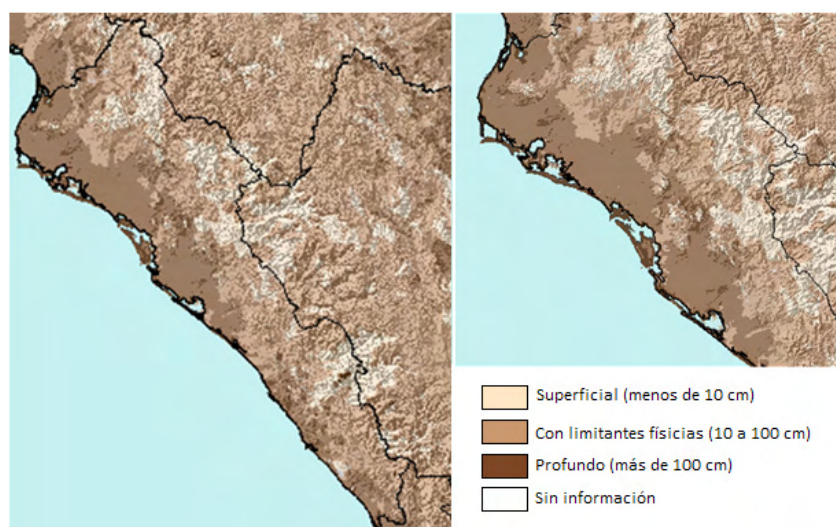 Superficial (menos de 10 cm)
Con limitantes físicias (10 a 100 cm)
Profundo (más de 100 cm)
Sin información